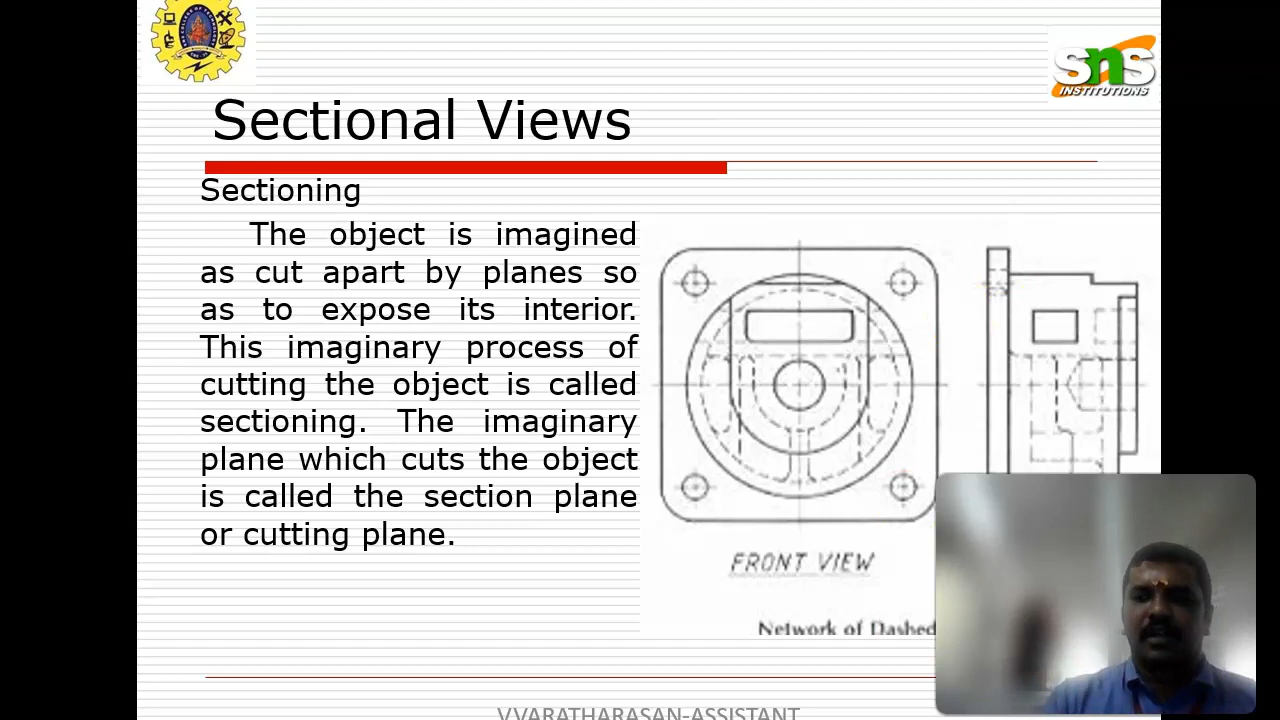 SnS
INSTITUTIONS
Sectional Views
Sectioning
The object is imagined
as cut apart by planes so
as to expose its interior.
This imaginary process of
cutting the object is called
sectioning. The imaginary
plane which cuts the object
is called the section plane
or cutting plane.
FRONT VIEW
Network of Dashed
V.VARATHARASAN-ASSISTANT